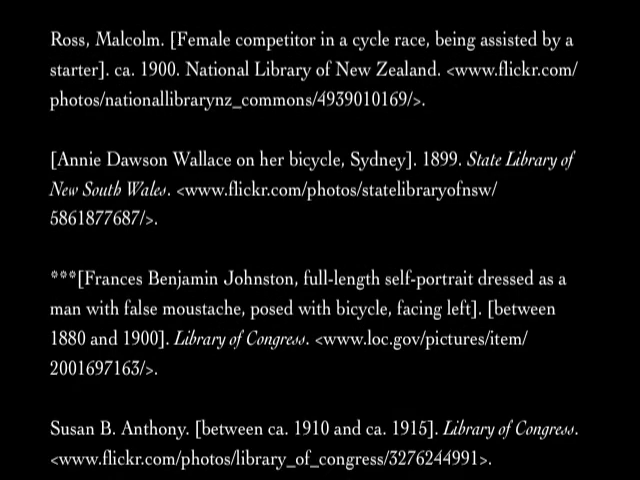 Ross, Malcolm. [Female competitor in a cycle race, being assisted by a
starter]. ca. 1900. National Library of New Zealand. <www.flickr.com/
photos/nationallibrarynz_commons/4939010169/>.
[Annie Dawson Wallace on her bicycle, Sydney]. 1899. State Library of
New South Wales. <www.flickr.com/photos/statelibraryofnsw/
5861877687/>.
***[Frances Benjamin Johnston, full-length self-portrait dressed as a
man with false moustache, posed with bicycle, facing left]. [between
1880 and 1900]. Library of Congress. <www.loc.gov/pictures/item/
2001697163/>.
Susan B. Anthony. [between ca. 1910 and ca. 1915]. Library of Congress.
<www.flickr.com/photos/library_of_congress/3276244991>.